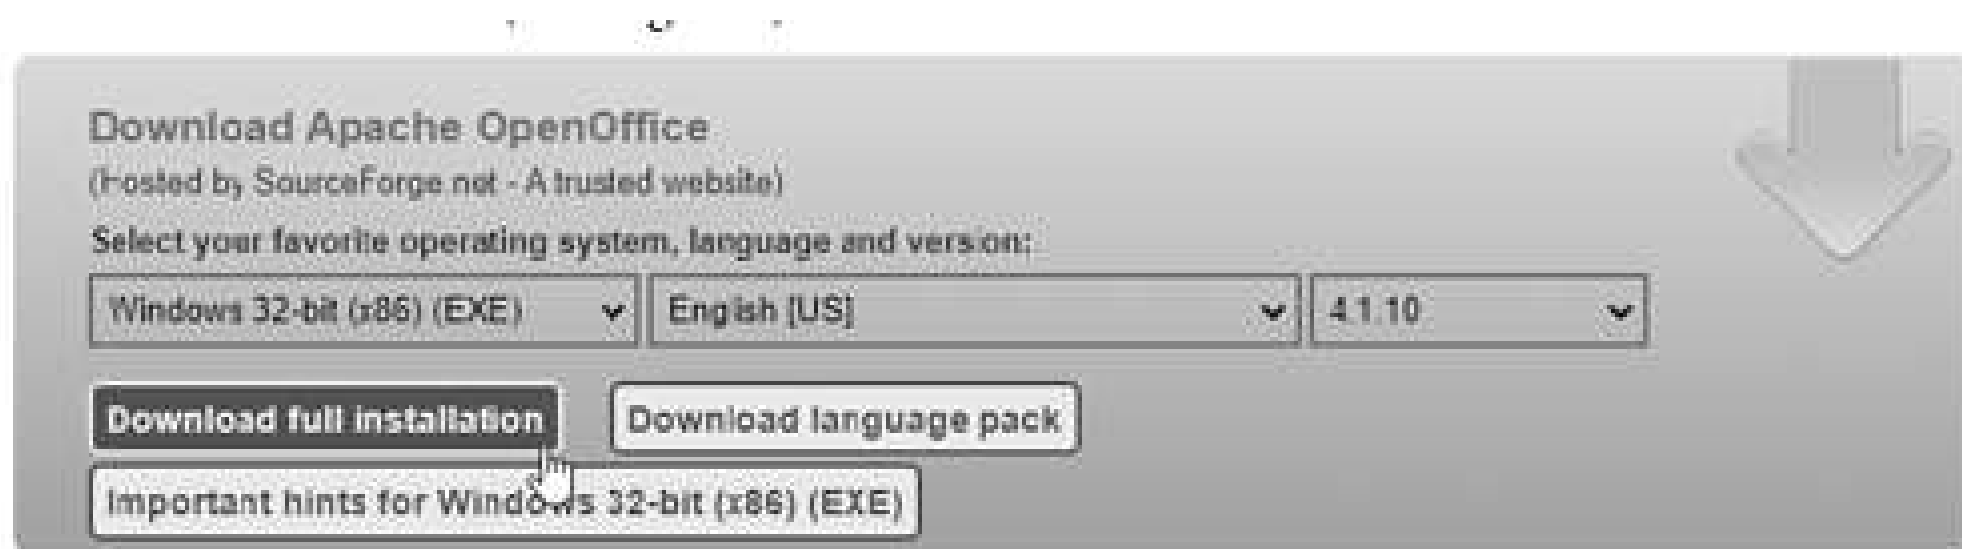 Download Apache OpenOffice
(Hosted by SourceForge.net - A trusted website)
Select your favorite operating system, language and version:
Windows 32-bit (x86) (EXE) English [US] 4.1.10
Download full installation Download language pack
Important hints for Windows 32-bit (x86) (EXE)